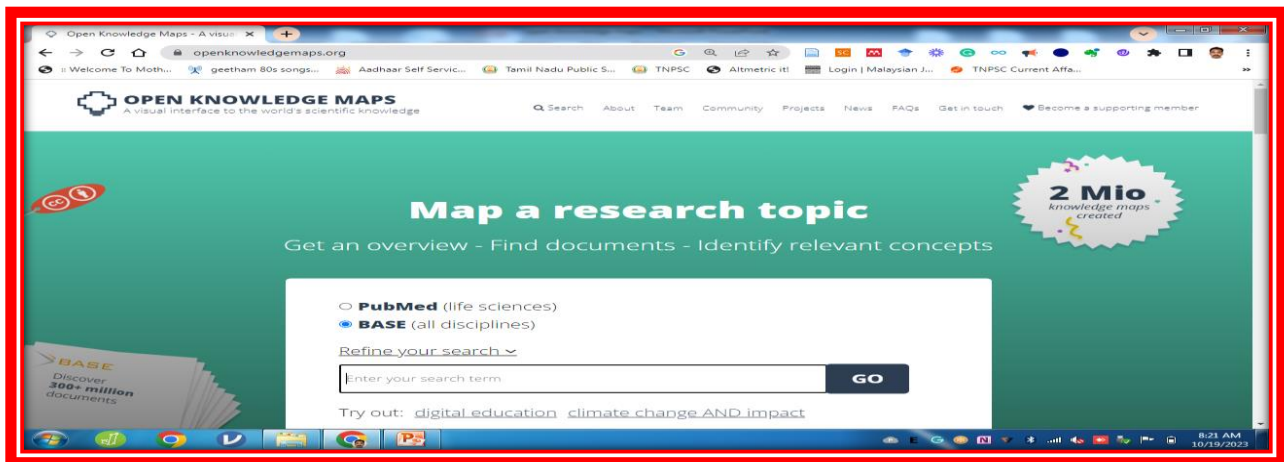 Open Knowledge Maps - A visua
openknowledgemaps.org
:: Welcome To Moth... geetham 80s songs... Aadhaar Self Servic... Tamil Nadu Public S... TNPSC Altmetric it! Login | Malaysian J... TNPSC Current Affa... »
OPEN KNOWLEDGE MAPS
A visual interface to the world's scientific knowledge
Search About Team Community Projects News FAQs Get in touch Become a supporting member
2 Mio
knowledge maps
created
Map a research topic
Get an overview - Find documents - Identify relevant concepts
PubMed (life sciences)
BASE (all disciplines)
Refine your search
Enter your search term GO
Try out: digital education climate change AND impact
BASE
Discover
300+ million
documents
8:21 AM
10/19/2023